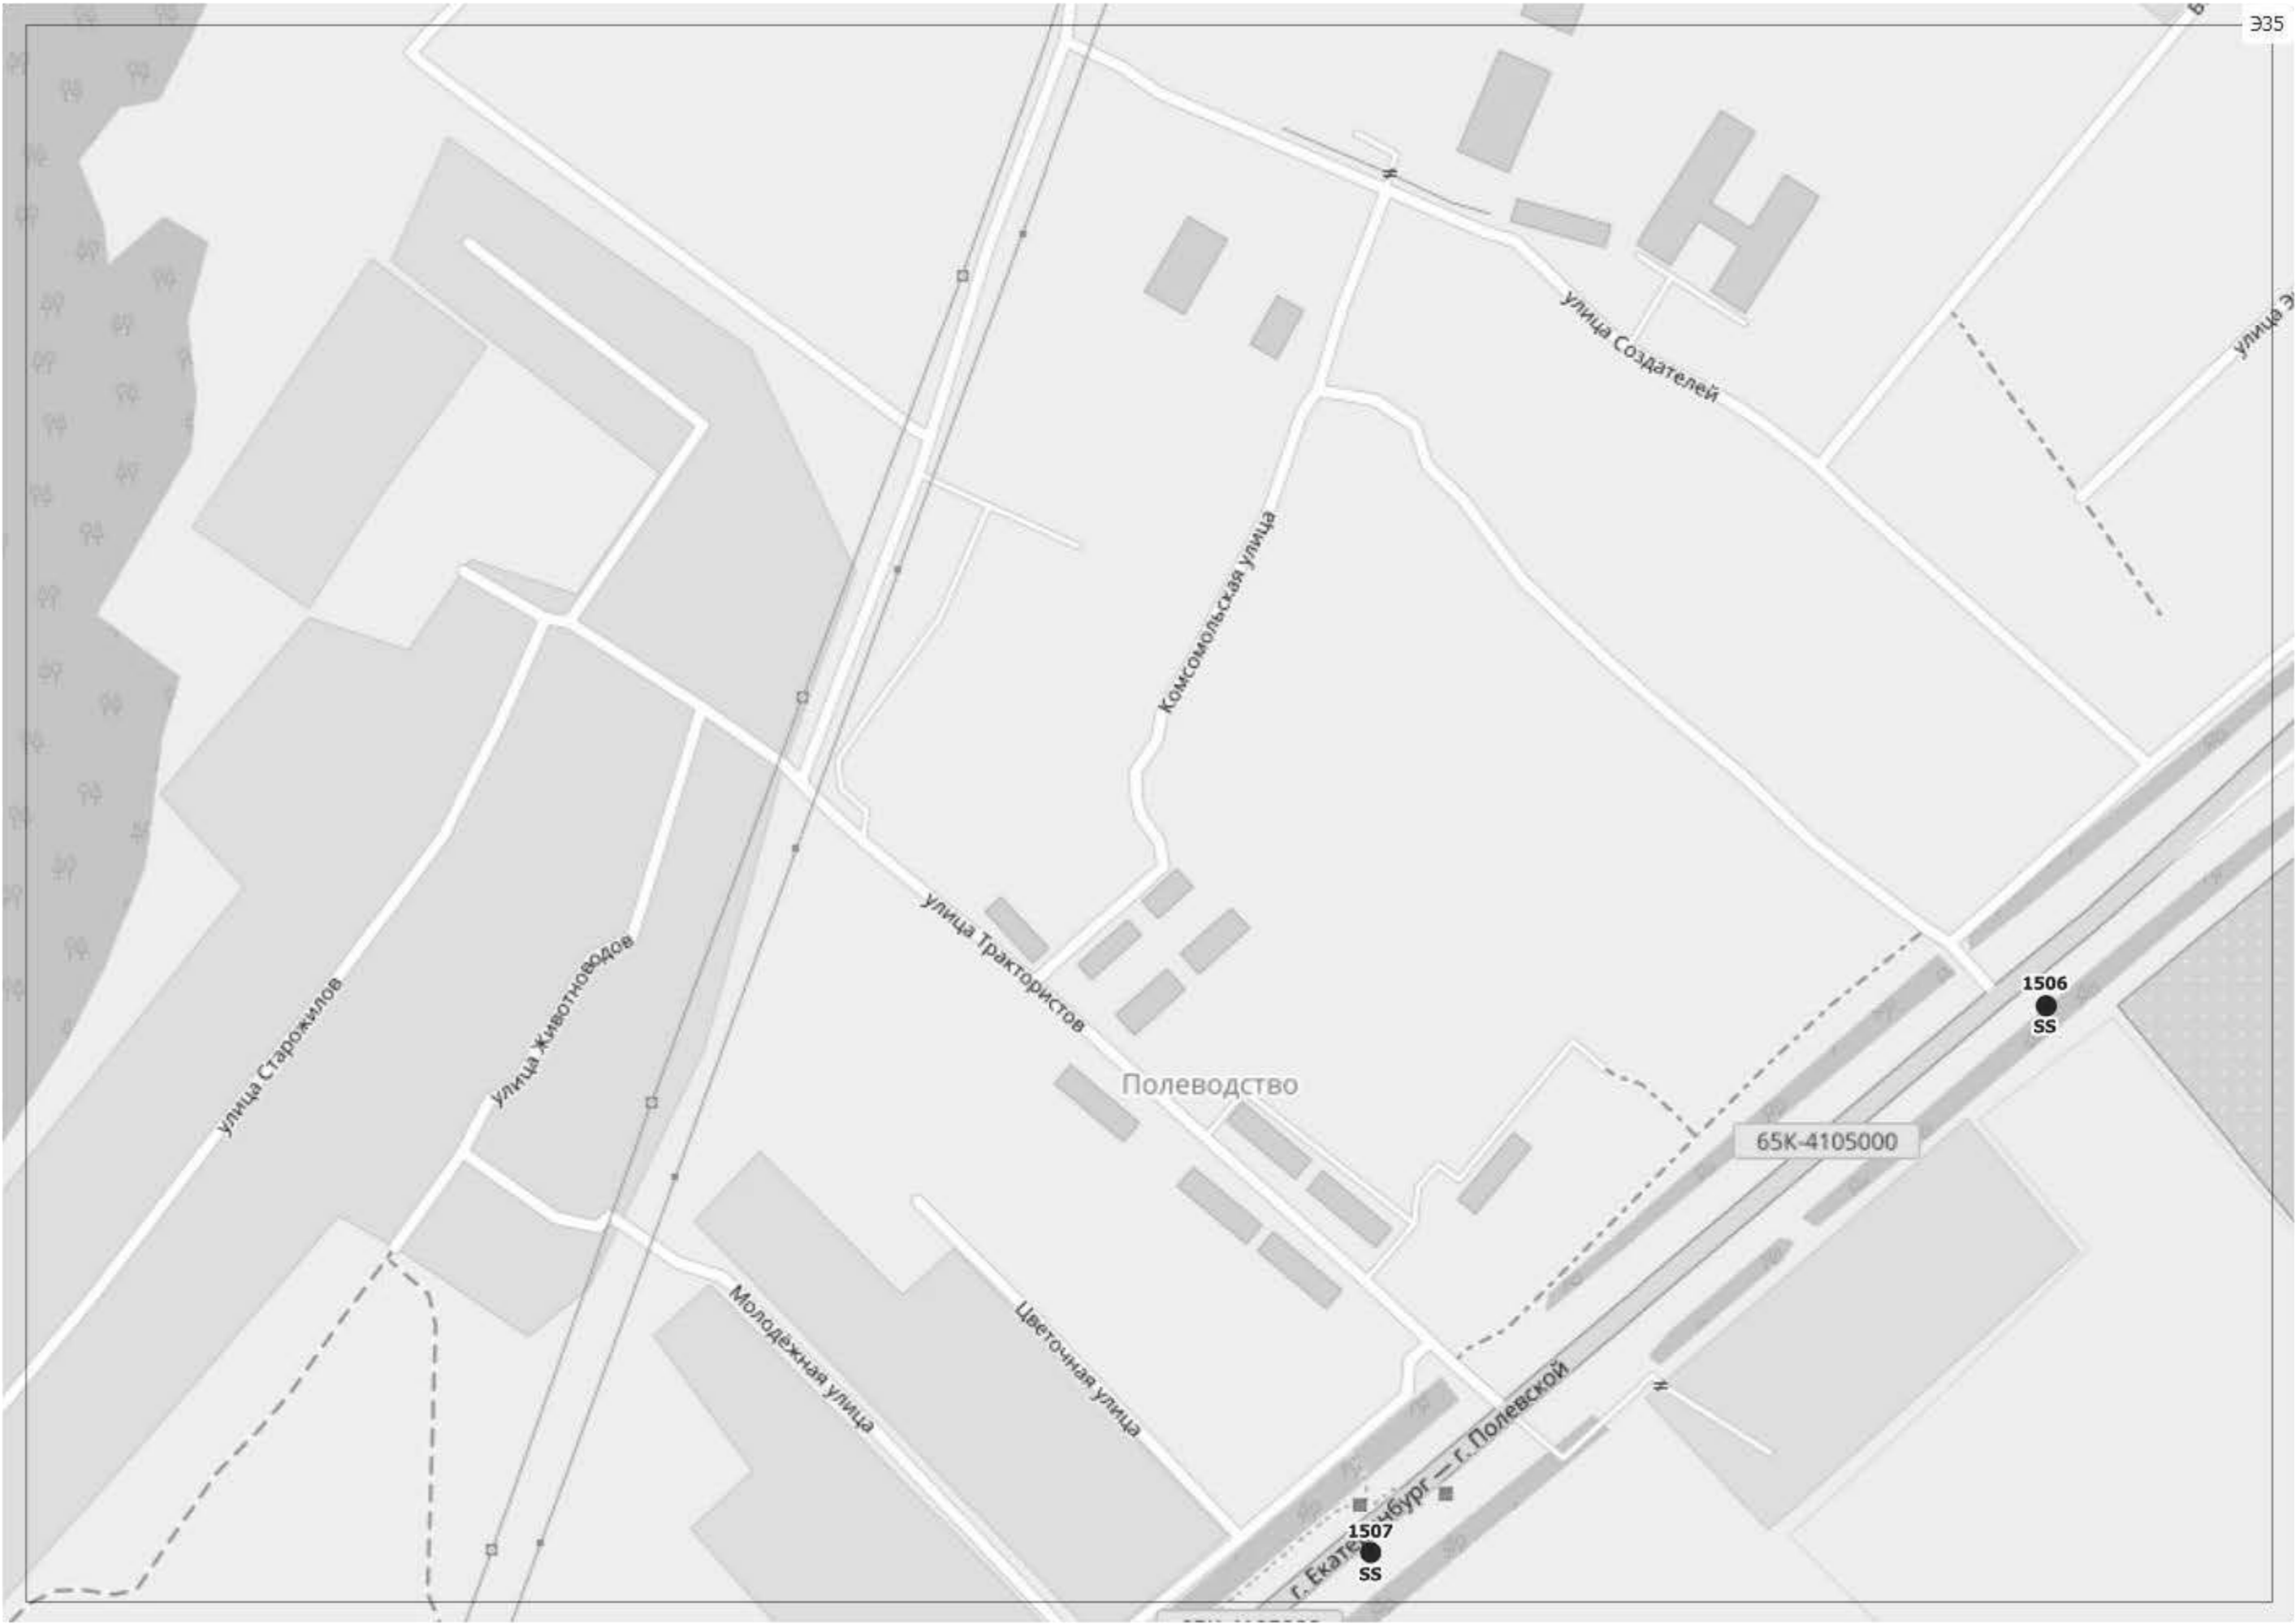 Э35
улица Создателей
Комсомольская улица
улица Трактористов
улица Старожилов
улица Животноводов
1506
SS
Полеводство
65К-4105000
Молодёжная улица
Цветочная улица
г. Полевской
1507
SS